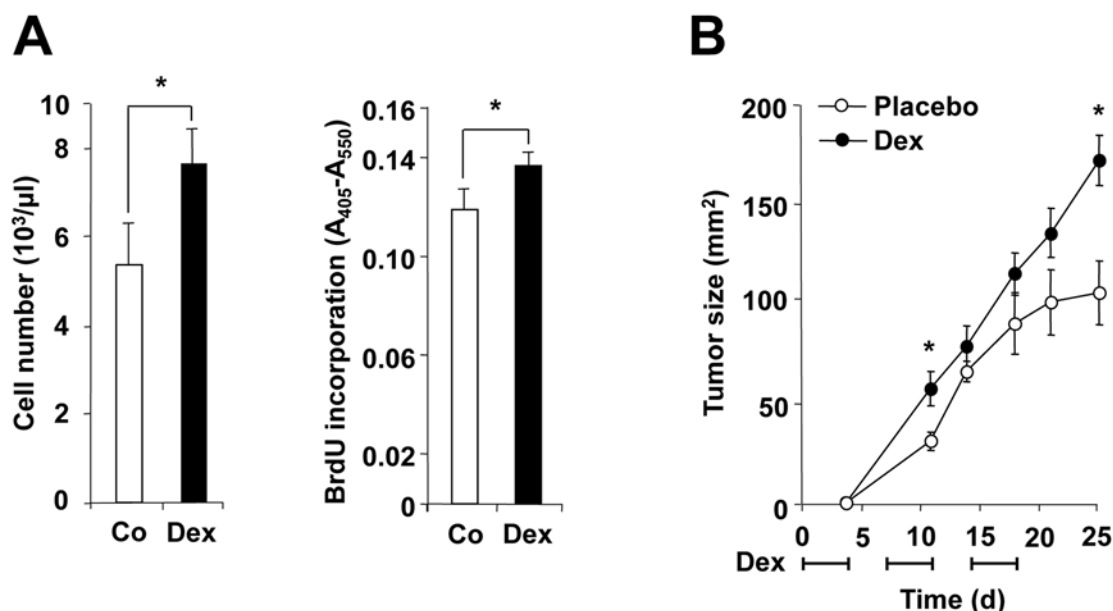 A
Cell number (10³/µl)
10
8
6
4
2
0
*
Co Dex
BrdU incorporation (A₄₀₅-A₅₅₀)
0.16
0.14
0.10
0.06
0.02
0
*
Co Dex
B
Placebo
Dex
Tumor size (mm²)
200
150
100
50
0
*
*
0 5 15 20 25
Dex
Time (d)